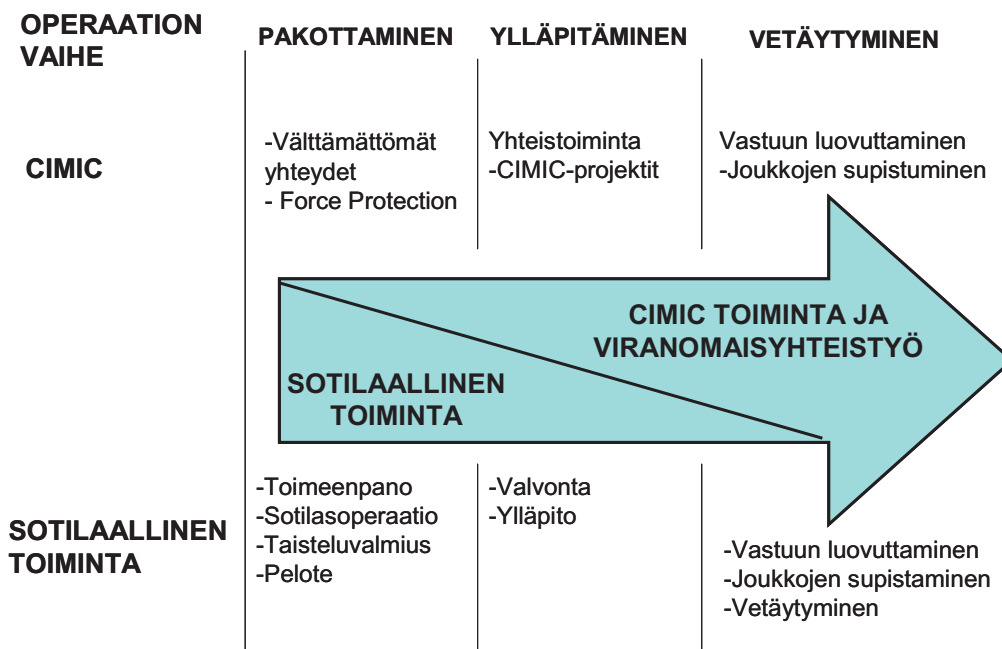 OPERAATION
VAIHE
PAKOTTAMINEN
YLLÄPITÄMINEN
VETÄYTYMINEN
CIMIC
-Välttämättömät
yhteydet
- Force Protection
Yhteistoiminta
-CIMIC-projektit
Vastuun luovuttaminen
-Joukkojen supistuminen
CIMIC TOIMINTA JA
VIRANOMAISYHTEISTYÖ
SOTILAALLINEN
TOIMINTA
SOTILAALLINEN
TOIMINTA
-Toimeenpano
-Sotilasoperaatio
-Taisteluvalmius
-Pelote
-Valvonta
-Ylläpito
-Vastuun luovuttaminen
-Joukkojen supistaminen
-Vetäytyminen